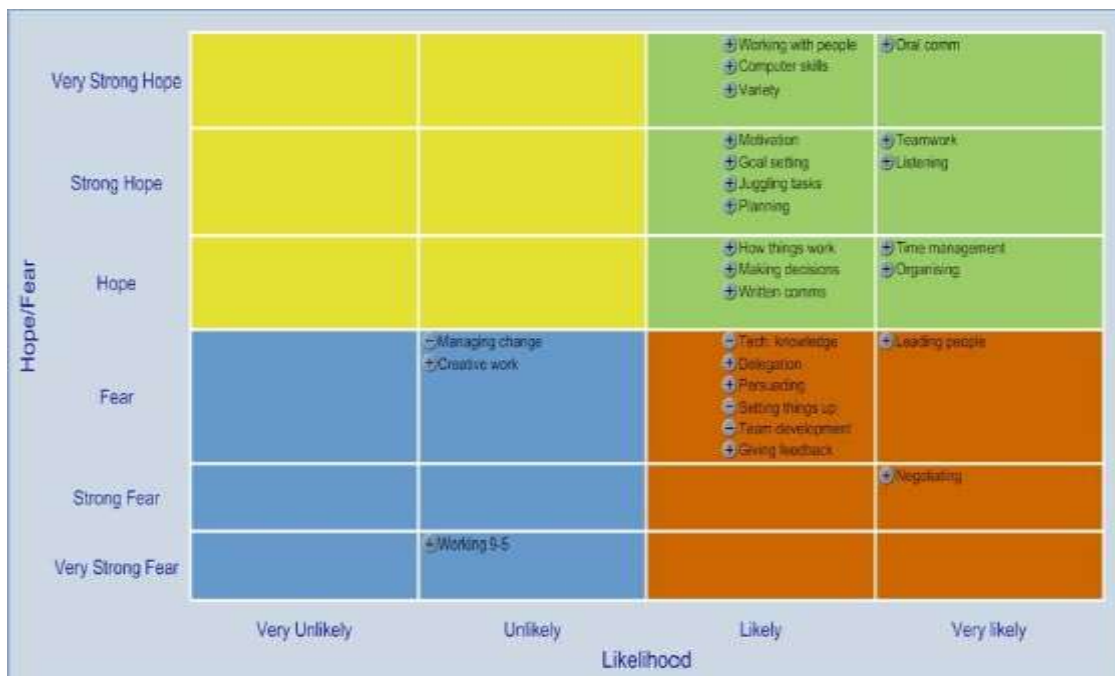 Hope/Fear
Very Strong Hope
Working with people
Computer skills
Variety
Oral comm
Strong Hope
Motivation
Goal setting
Juggling tasks
Planning
Teamwork
Listening
Hope
How things work
Making decisions
Written comms
Time management
Organising
Fear
Managing change
Creative work
Tech. knowledge
Delegation
Persuading
Setting things up
Team development
Giving feedback
Leading people
Strong Fear
Negotiating
Very Strong Fear
Working 9-5
Very Unlikely
Unlikely
Likely
Very likely
Likelihood